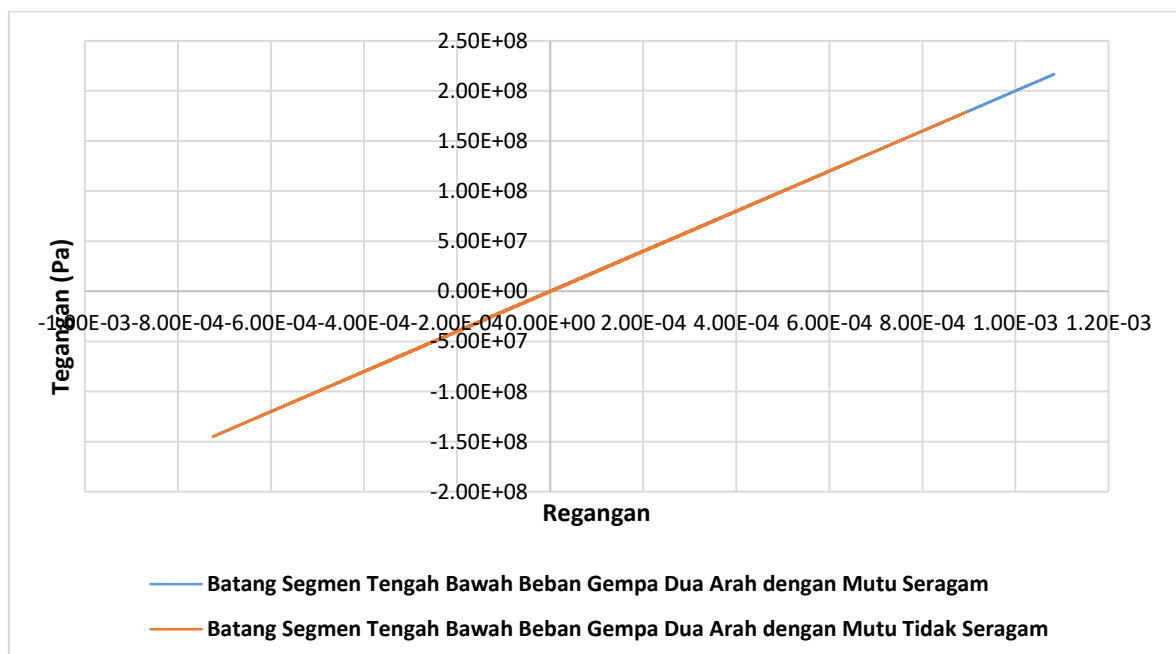 2.50E+08
2.00E+08
1.50E+08
1.00E+08
5.00E+07
0.00E+00
-1.00E-03 -8.00E-04 -6.00E-04 -4.00E-04 -2.00E-04 0.00E+00 2.00E-04 4.00E-04 6.00E-04 8.00E-04 1.00E-03 1.20E-03
-5.00E+07
-1.00E+08
-1.50E+08
-2.00E+08
Tegangan (Pa)
Regangan
Batang Segmen Tengah Bawah Beban Gempa Dua Arah dengan Mutu Seragam
Batang Segmen Tengah Bawah Beban Gempa Dua Arah dengan Mutu Tidak Seragam